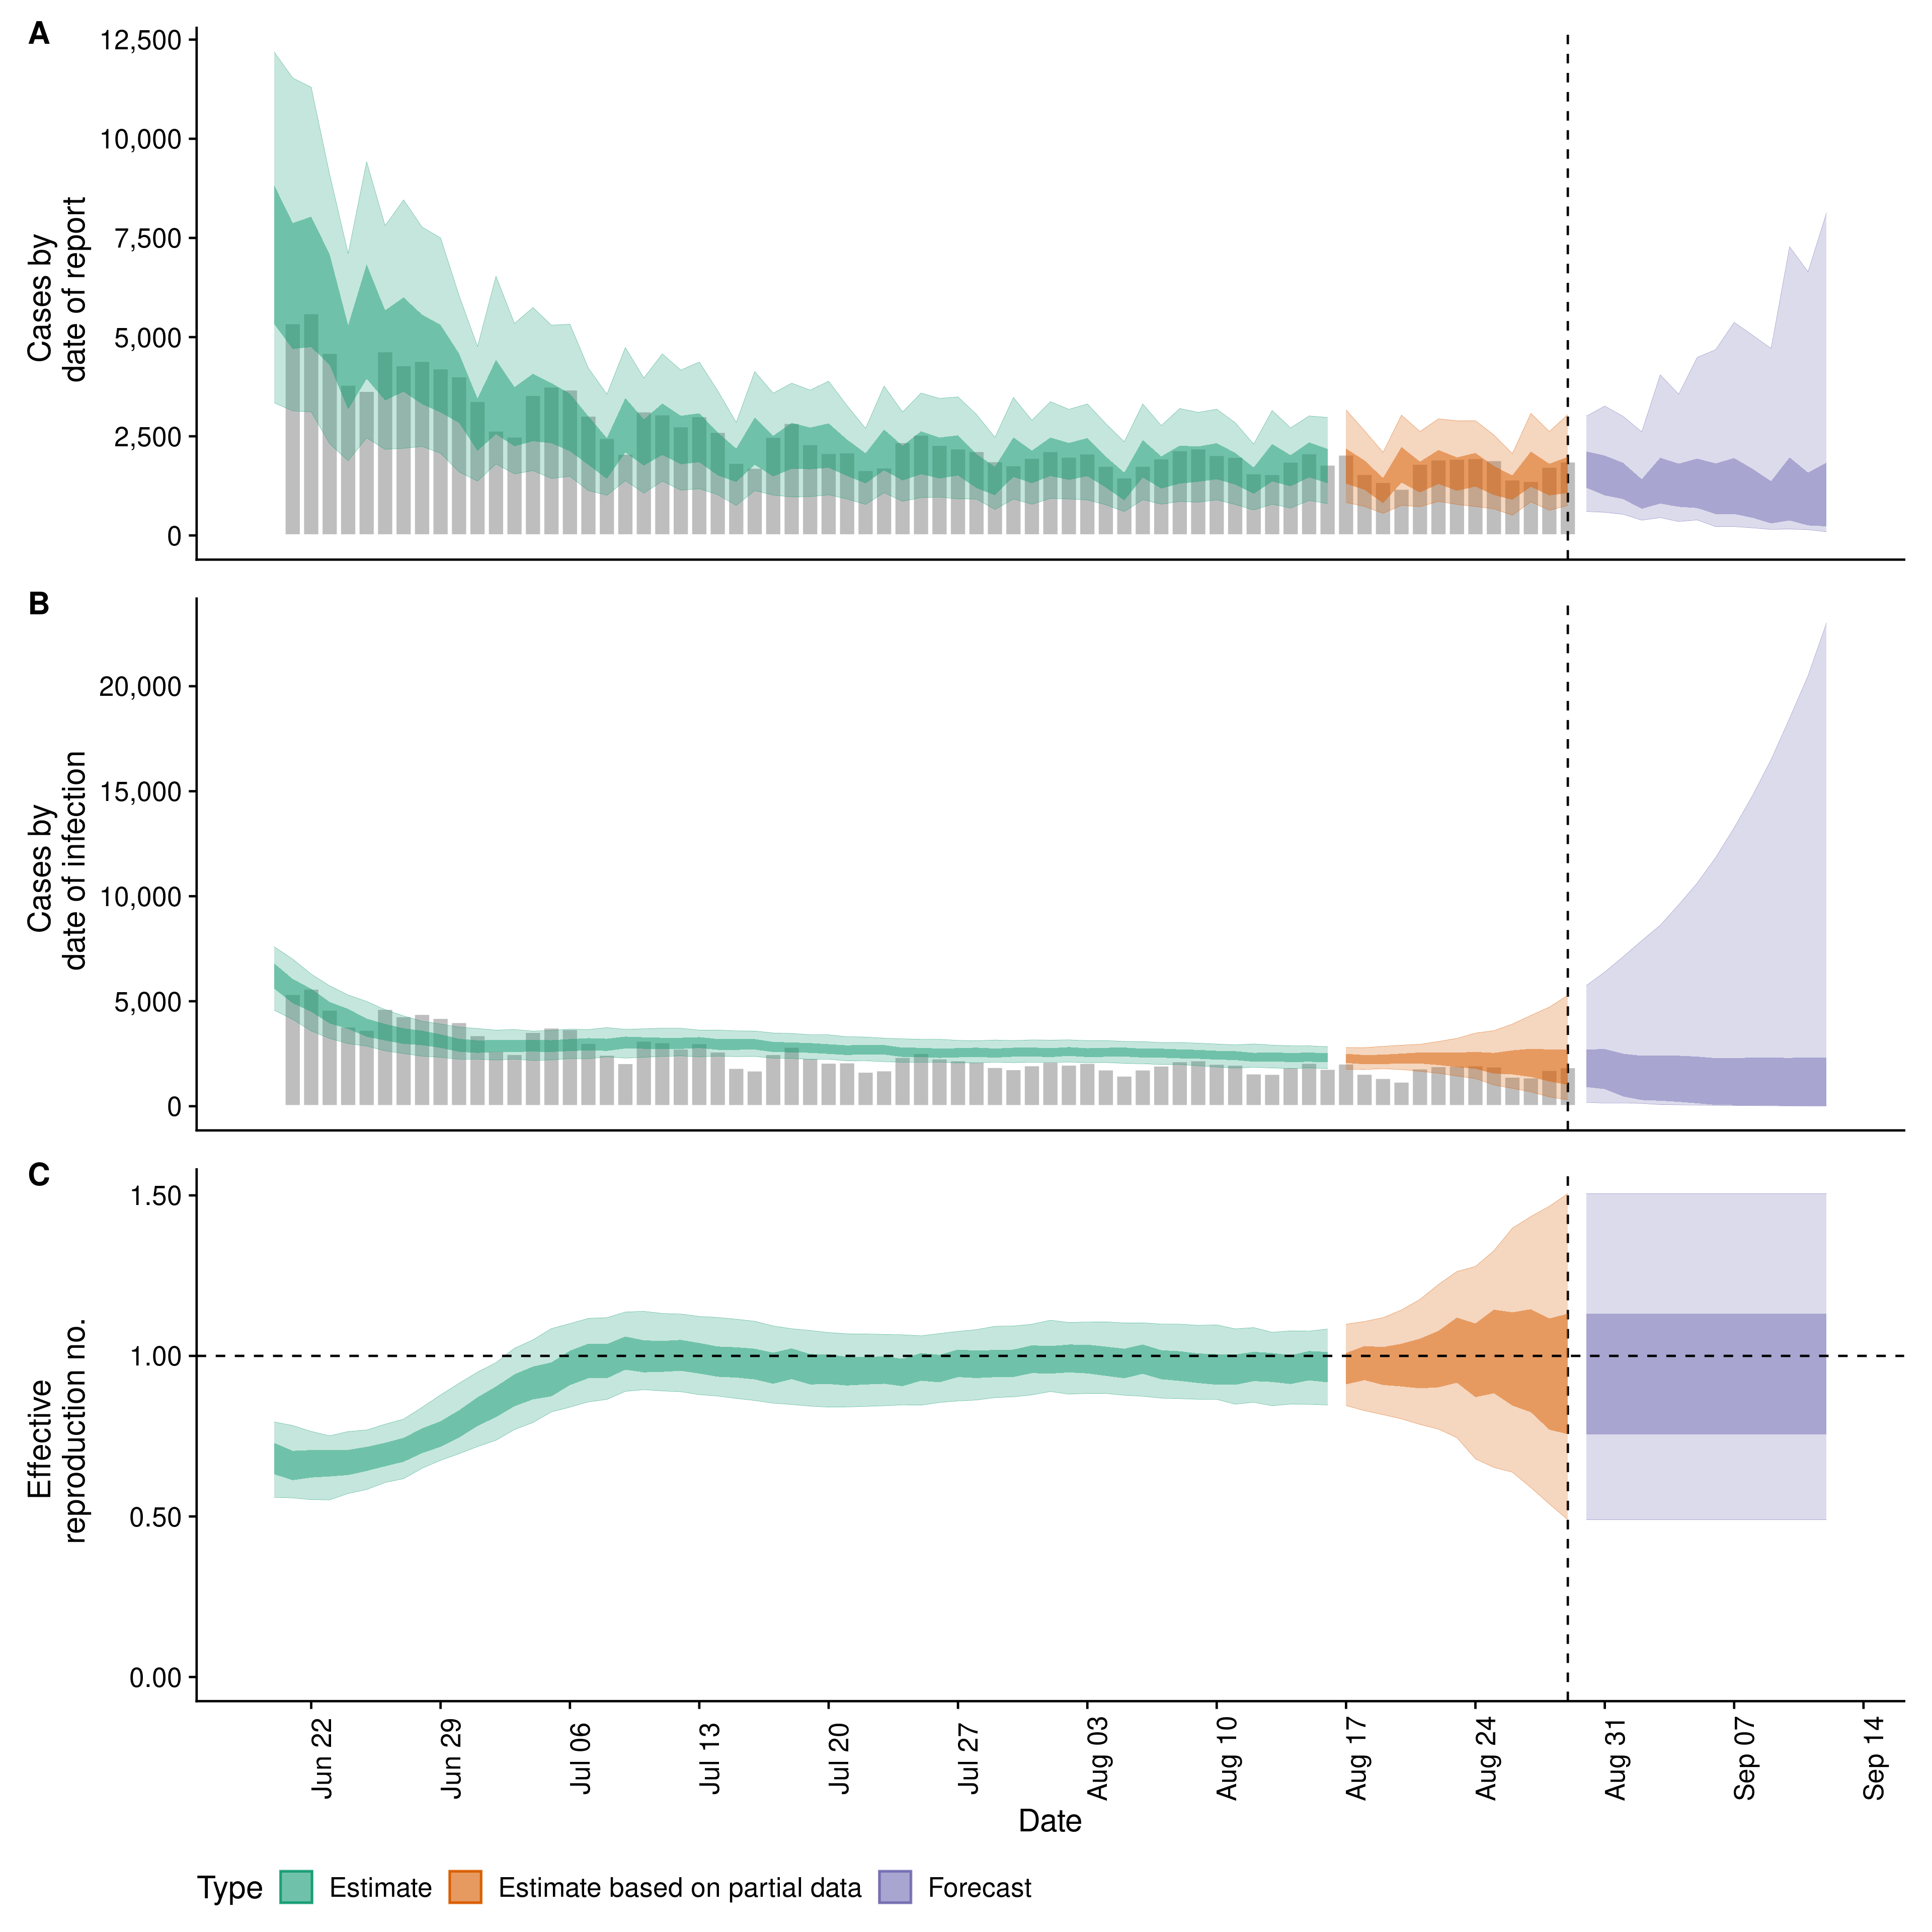 A
12,500
10,000
7,500
5,000
2,500
0
Cases by
date of report
B
20,000
15,000
10,000
5,000
0
Cases by
date of infection
C
1.50
1.00
0.50
0.00
Effective
reproduction no.
Jun 22
Jun 29
Jul 06
Jul 13
Jul 20
Jul 27
Aug 03
Aug 10
Aug 17
Aug 24
Aug 31
Sep 07
Sep 14
Date
Type Estimate Estimate based on partial data Forecast